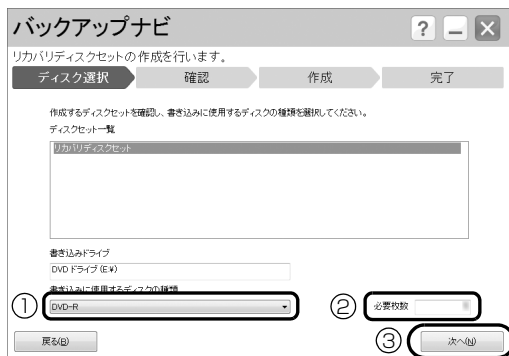 バックアップナビ ? – ×
リカバリディスクセットの作成を行います。
ディスク選択 確認 作成 完了
作成するディスクセットを確認し、書き込みに使用するディスクの種類を選択してください。
ディスクセット一覧
リカバリディスクセット
書き込みドライブ
DVD ドライブ (E:¥)
書き込みに使用するディスクの種類
① DVD-R ② 必要枚数
戻る(B) ③ 次へ(N)